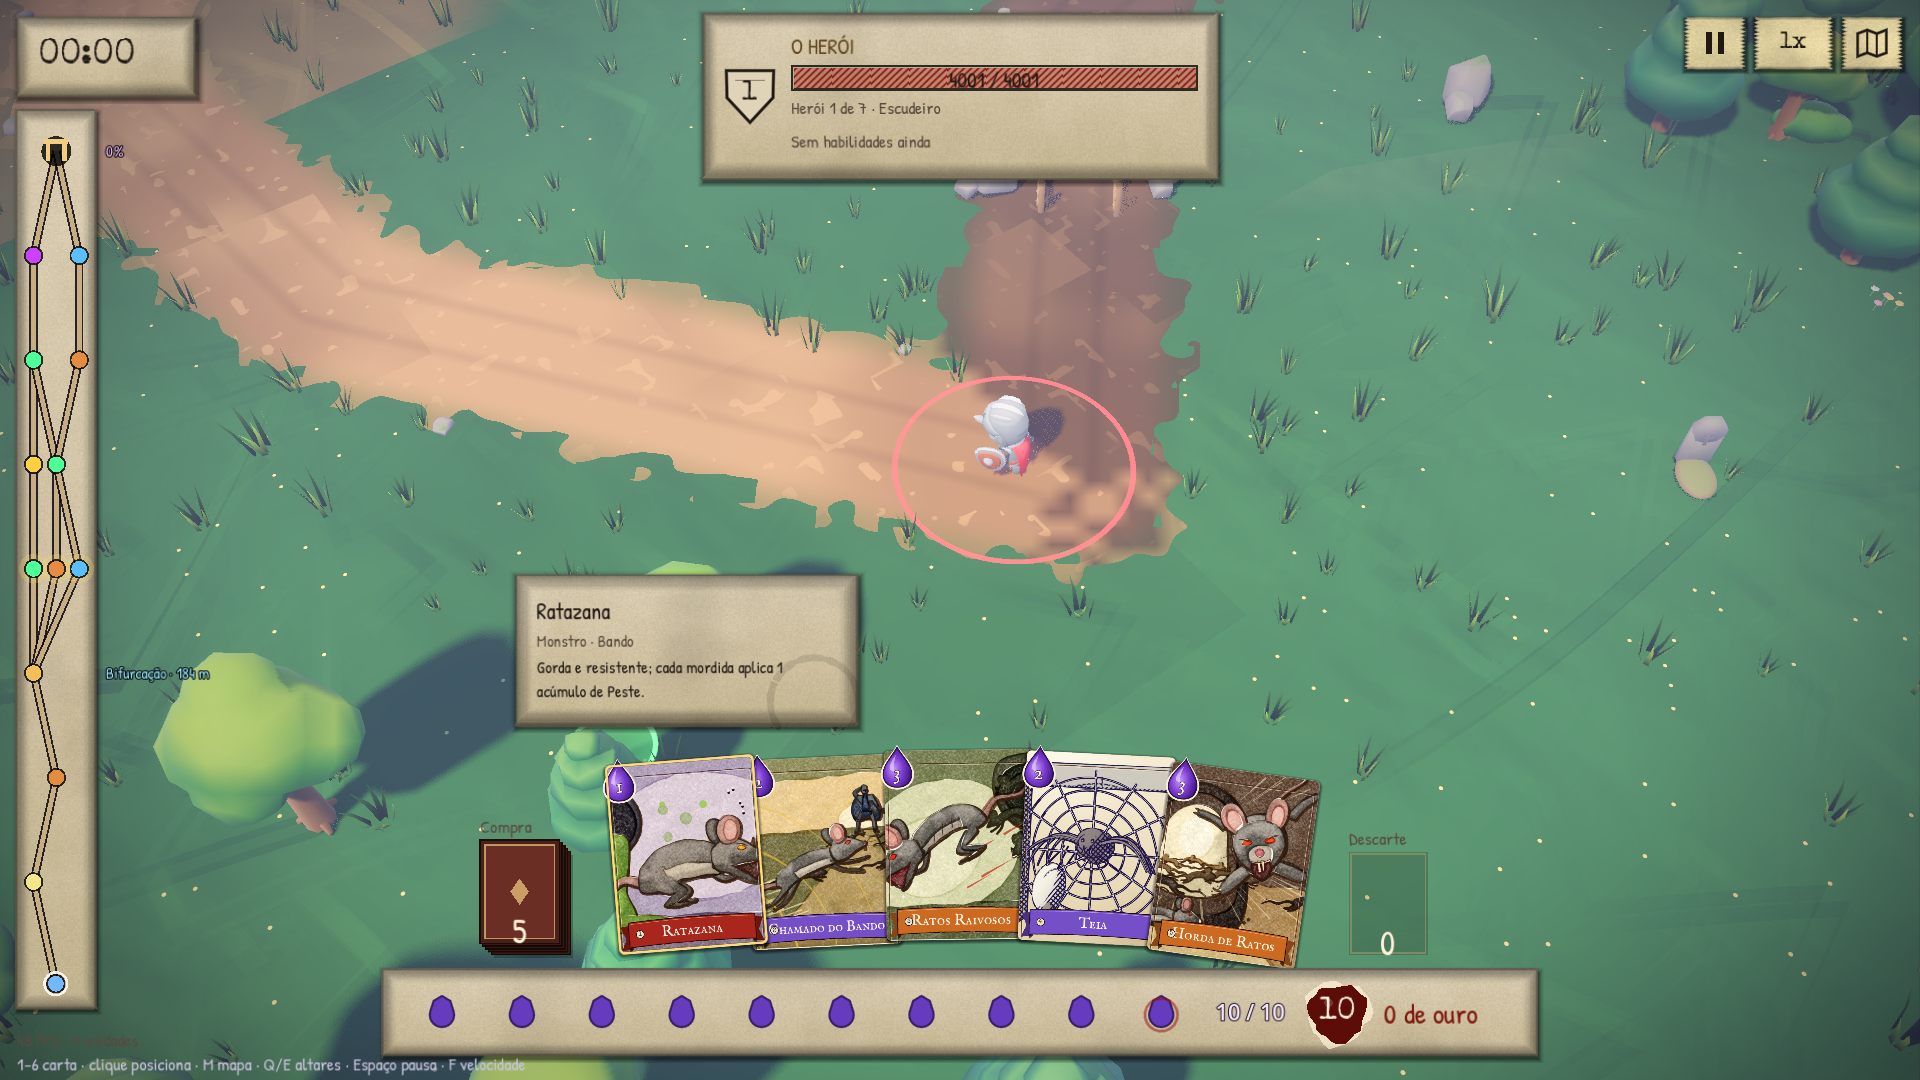 00:00
O HERÓI
1
4001 / 4001
Herói 1 de 7 · Escudeiro
Sem habilidades ainda
1x
0%
Bifurcação · 184 m
Ratazana
Monstro · Bando
Gorda e resistente; cada mordida aplica 1
acúmulo de Peste.
Compra
5
1
Ratazana
2
Chamado do Bando
3
Ratos Raivosos
2
Teia
3
Horda de Ratos
Descarte
0
10 / 10
10
0 de ouro
1-6 carta · clique posiciona · M mapa · Q/E altares · Espaço pausa · F velocidade